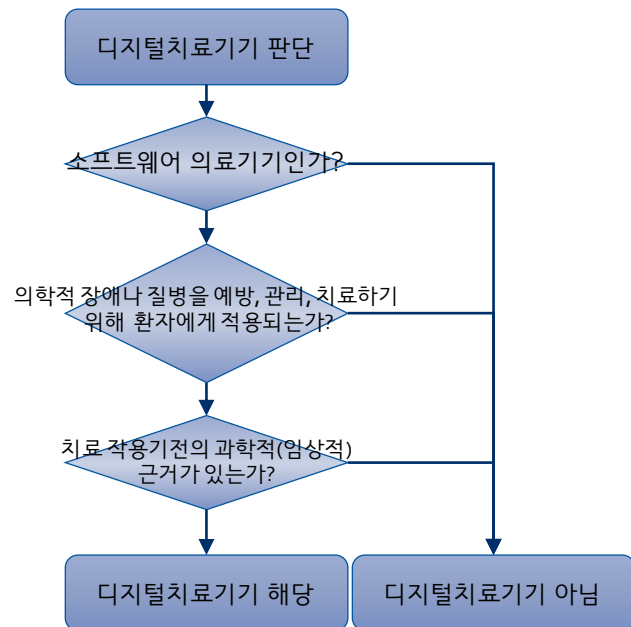 디지털치료기기 판단
소프트웨어 의료기기인가?
의학적 장애나 질병을 예방, 관리, 치료하기
위해 환자에게 적용되는가?
치료 작용기전의 과학적(임상적)
근거가 있는가?
디지털치료기기 해당
디지털치료기기 아님